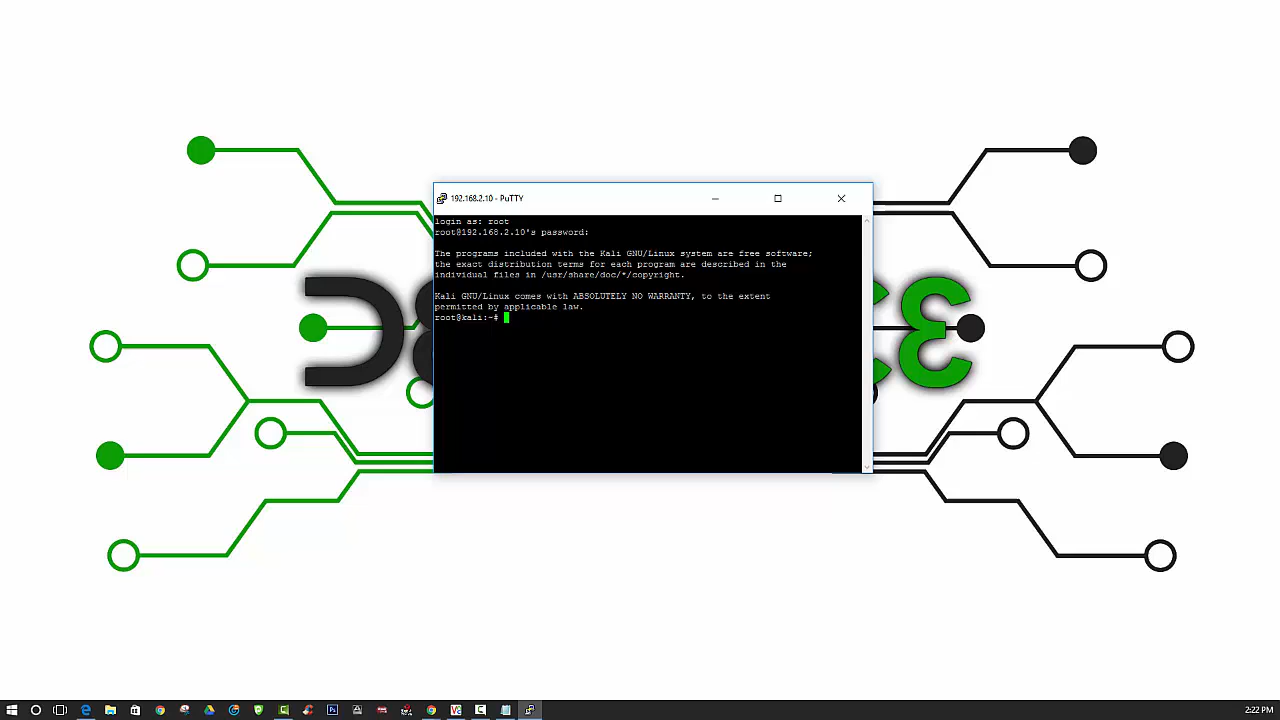 192.168.2.10 - PuTTY
login as: root
root@192.168.2.10's password:
The programs included with the Kali GNU/Linux system are free software;
the exact distribution terms for each program are described in the
individual files in /usr/share/doc/*/copyright.
Kali GNU/Linux comes with ABSOLUTELY NO WARRANTY, to the extent
permitted by applicable law.
root@kali:~#
2:22 PM